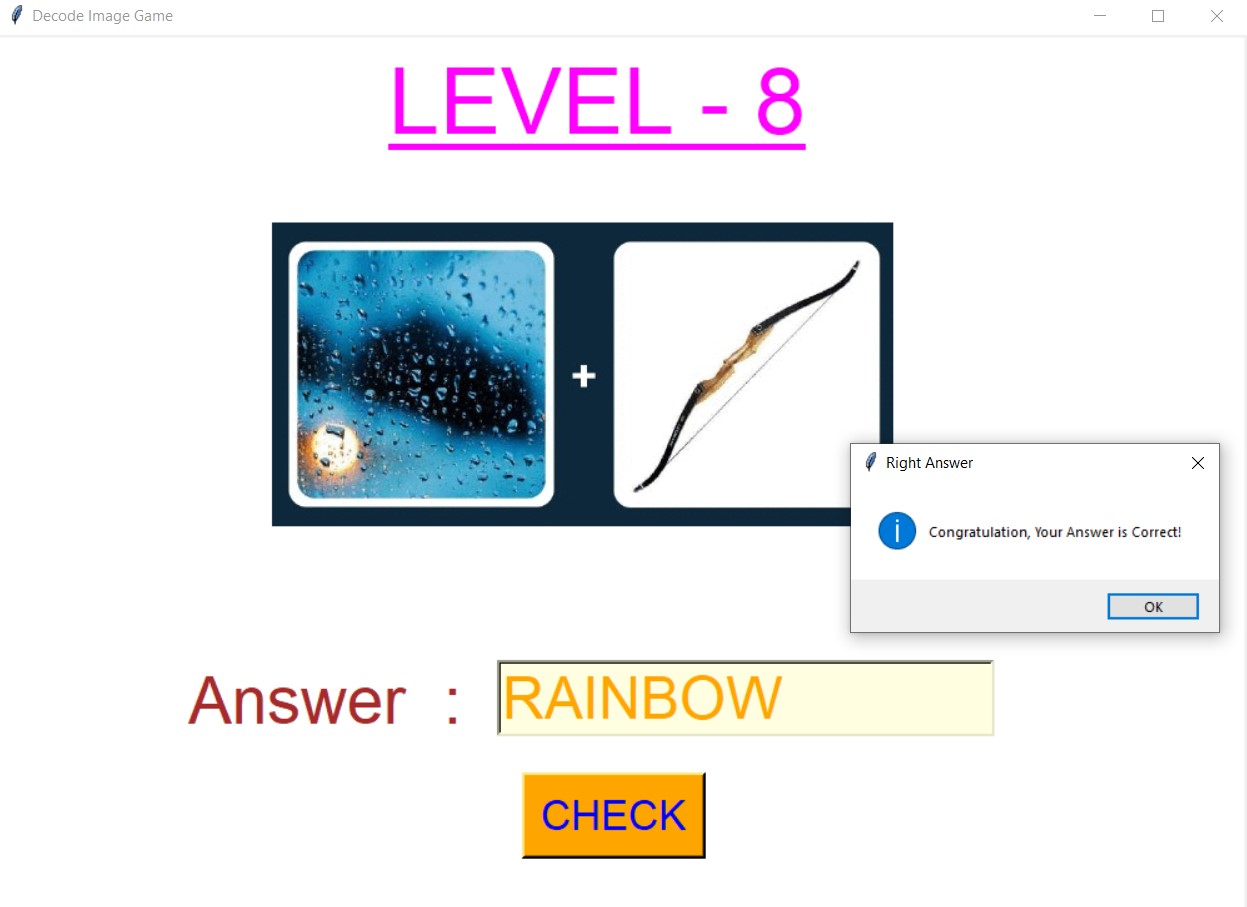 Decode Image Game
LEVEL - 8
+
Right Answer
i
Congratulation, Your Answer is Correct!
OK
Answer :
RAINBOW
CHECK